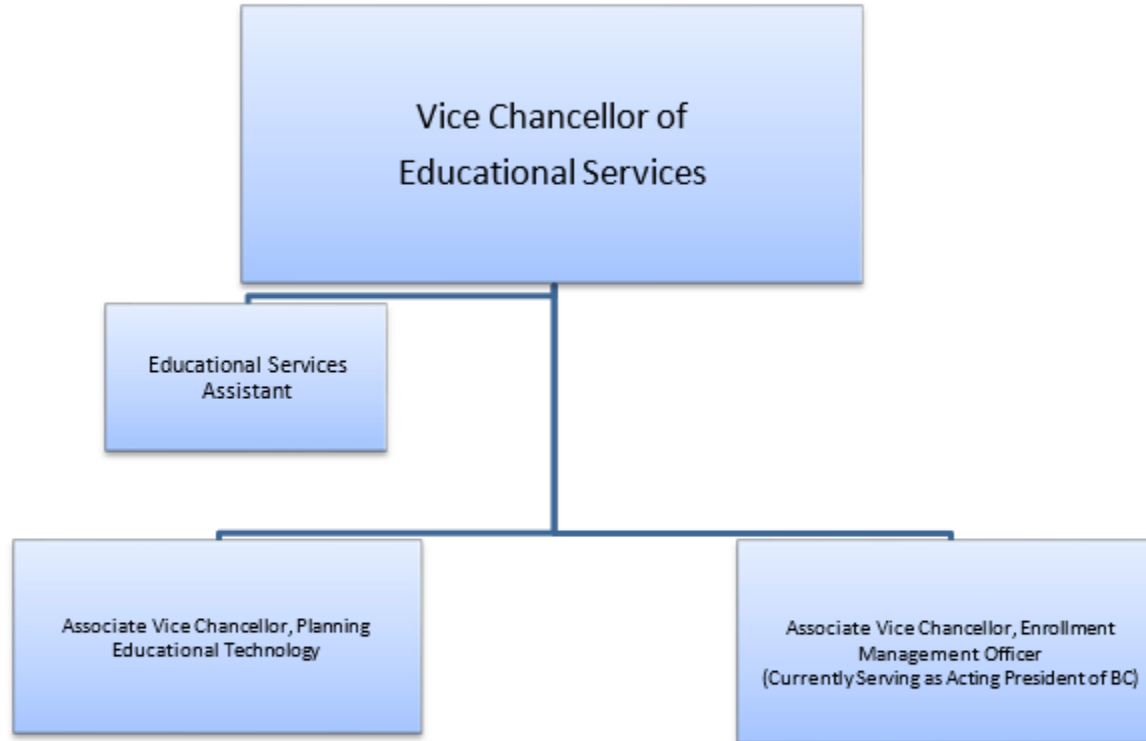 Vice Chancellor of
Educational Services
Educational Services
Assistant
Associate Vice Chancellor, Planning
Educational Technology
Associate Vice Chancellor, Enrollment
Management Officer
(Currently Serving as Acting President of BC)